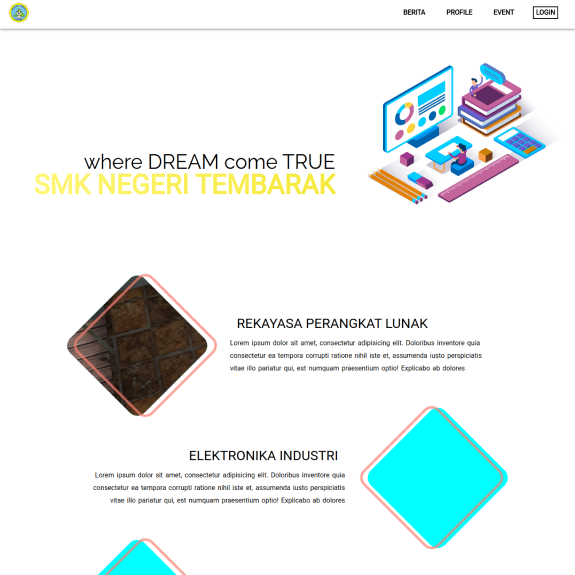 BERITA PROFILE EVENT LOGIN
where DREAM come TRUE
SMK NEGERI TEMBARAK
REKAYASA PERANGKAT LUNAK
Lorem ipsum dolor sit amet, consectetur adipisicing elit. Doloribus inventore quia
consectetur ea tempora corrupti ratione nihil iste et, assumenda iusto perspiciatis
vitae illo pariatur qui, est numquam praesentium optio! Explicabo ab dolores
ELEKTRONIKA INDUSTRI
Lorem ipsum dolor sit amet, consectetur adipisicing elit. Doloribus inventore quia
consectetur ea tempora corrupti ratione nihil iste et, assumenda iusto perspiciatis
vitae illo pariatur qui, est numquam praesentium optio! Explicabo ab dolores